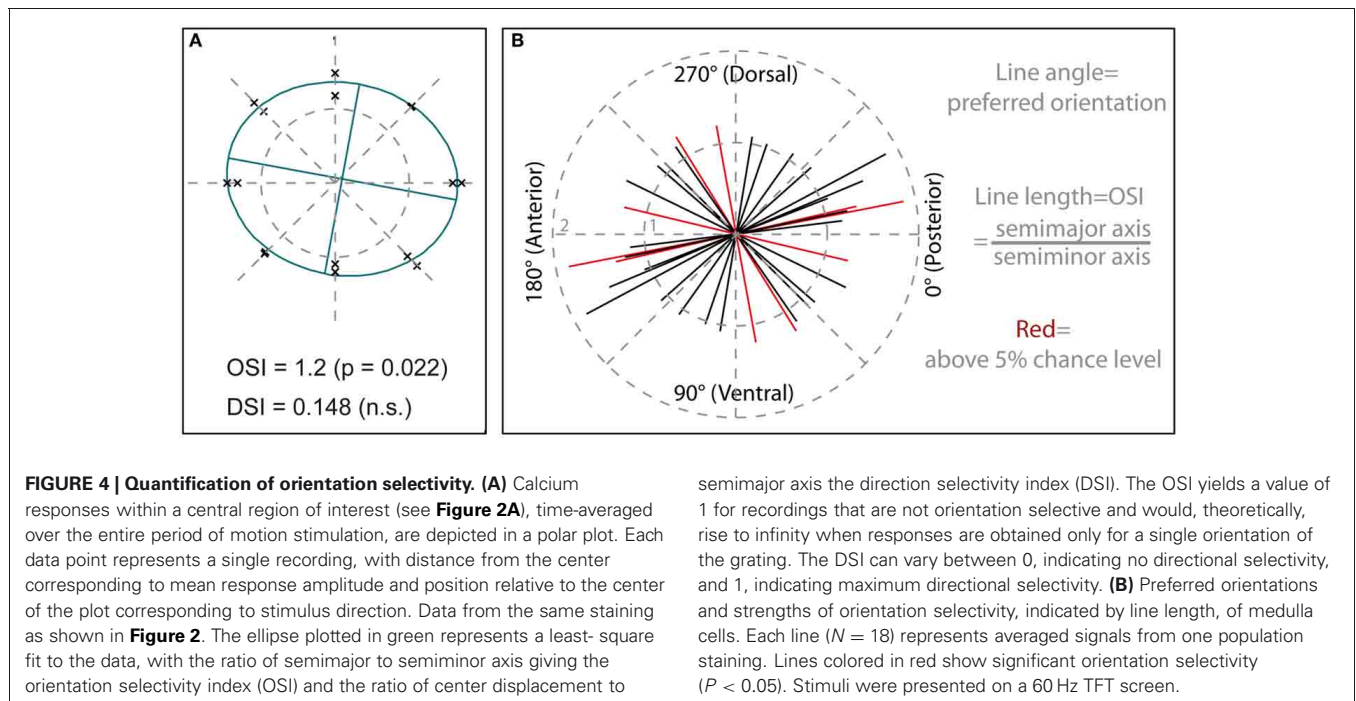 A
OSI = 1.2 (p = 0.022)
DSI = 0.148 (n.s.)
B
270° (Dorsal)
180° (Anterior)
2
1
0° (Posterior)
90° (Ventral)
Line angle=
preferred orientation
Line length=OSI
= semimajor axis
semiminor axis
Red=
above 5% chance level
FIGURE 4 | Quantification of orientation selectivity. (A) Calcium
responses within a central region of interest (see Figure 2A), time-averaged
over the entire period of motion stimulation, are depicted in a polar plot. Each
data point represents a single recording, with distance from the center
corresponding to mean response amplitude and position relative to the center
of the plot corresponding to stimulus direction. Data from the same staining
as shown in Figure 2. The ellipse plotted in green represents a least- square
fit to the data, with the ratio of semimajor to semiminor axis giving the
orientation selectivity index (OSI) and the ratio of center displacement to
semimajor axis the direction selectivity index (DSI). The OSI yields a value of
1 for recordings that are not orientation selective and would, theoretically,
rise to infinity when responses are obtained only for a single orientation of
the grating. The DSI can vary between 0, indicating no directional selectivity,
and 1, indicating maximum directional selectivity. (B) Preferred orientations
and strengths of orientation selectivity, indicated by line length, of medulla
cells. Each line (N = 18) represents averaged signals from one population
staining. Lines colored in red show significant orientation selectivity
(P < 0.05). Stimuli were presented on a 60 Hz TFT screen.